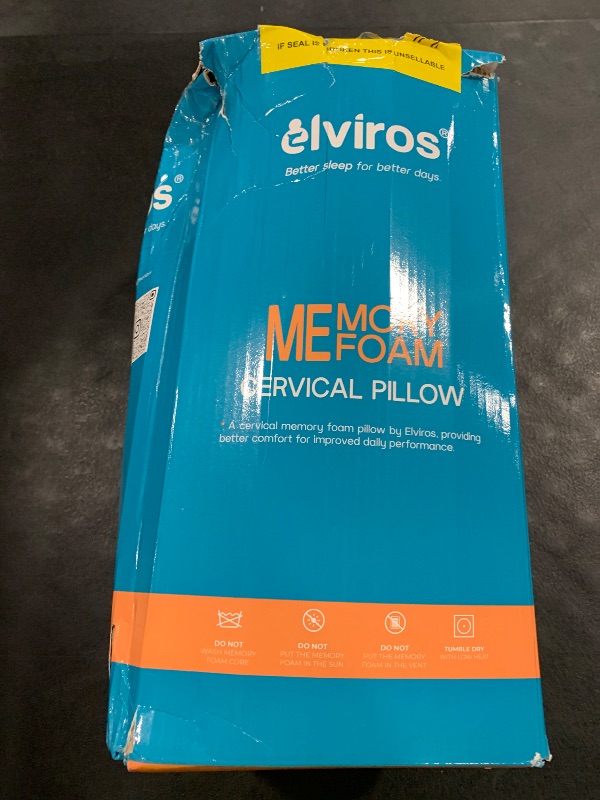 IF SEAL IS BROKEN THIS IS UNSELLABLE
elviros®
Better sleep for better days.
s®
days.
MEMORY
FOAM
CERVICAL PILLOW
* A cervical memory foam pillow by Elviros, providing
better comfort for improved daily performance.
DO NOT
WASH MEMORY
FOAM CORE
DO NOT
PUT THE MEMORY
FOAM IN THE SUN
DO NOT
PUT THE MEMORY
FOAM IN THE VENT
TUMBLE DRY
WITH LOW HEAT